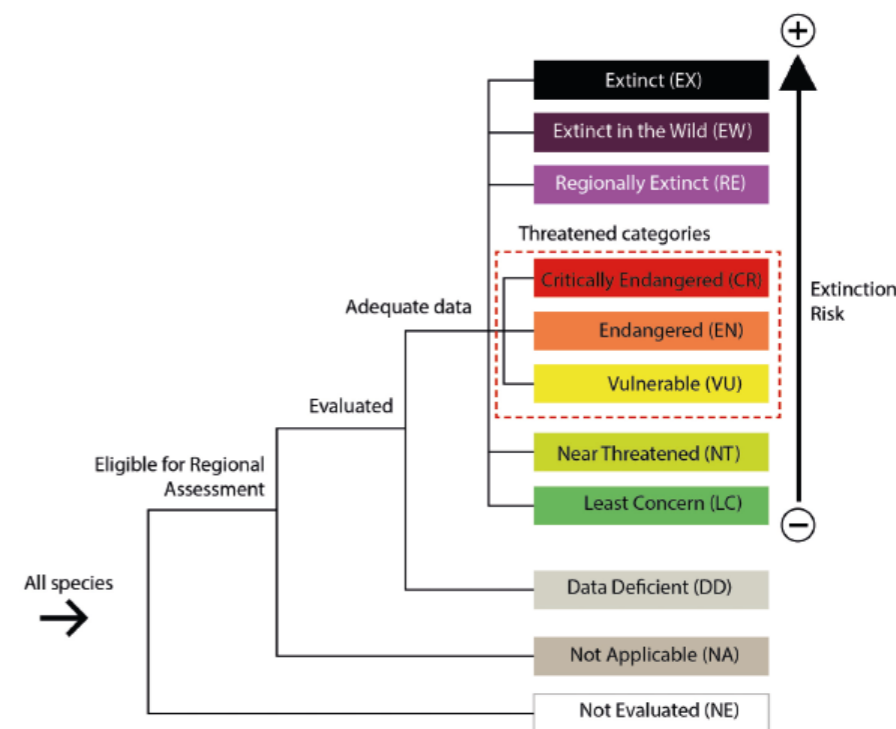 Extinct (EX)
Extinct in the Wild (EW)
Regionally Extinct (RE)
Threatened categories
Critically Endangered (CR)
Extinction
Risk
Adequate data
Endangered (EN)
Vulnerable (VU)
Evaluated
Near Threatened (NT)
Eligible for Regional
Assessment
Least Concern (LC)
All species
Data Deficient (DD)
Not Applicable (NA)
Not Evaluated (NE)